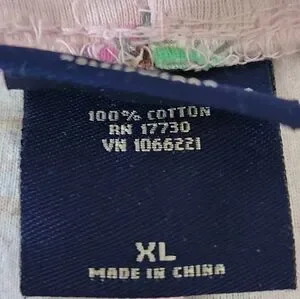 100% COTTON
RN 17730
VN 1066221
XL
MADE IN CHINA